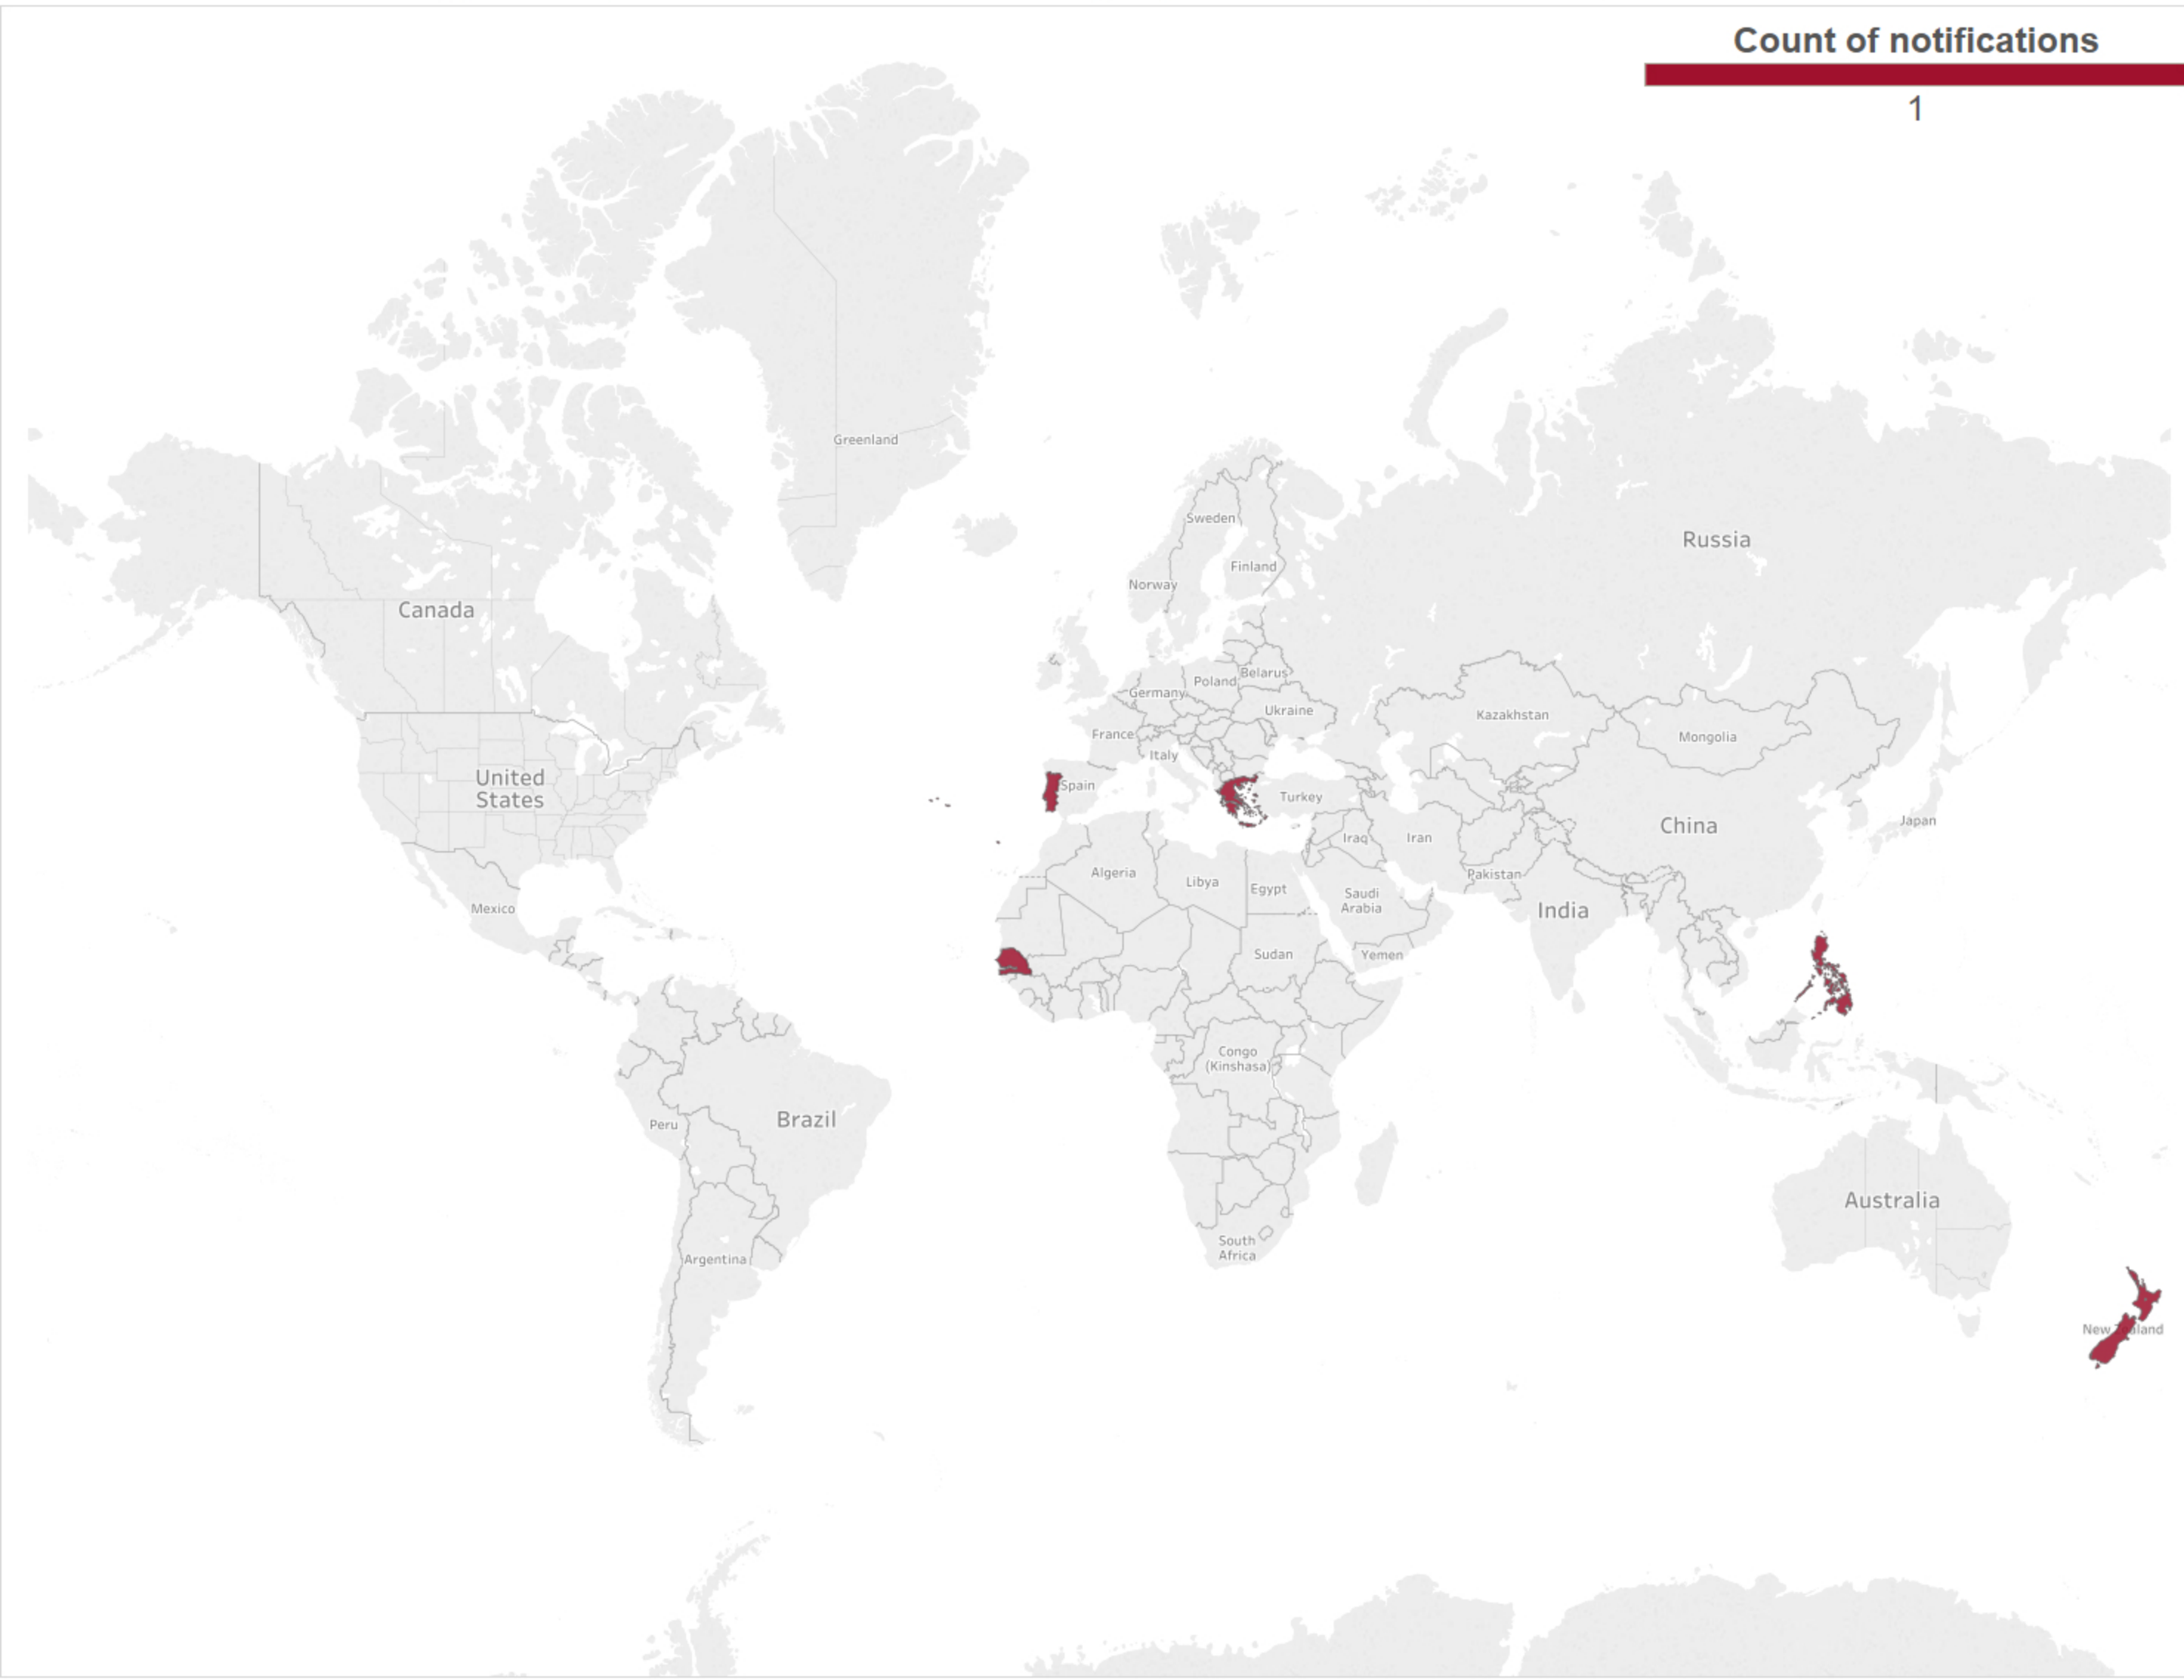 Count of notifications
1
Greenland
Sweden
Russia
Finland
Norway
Canada
Belarus
Poland
Germany
Ukraine
Kazakhstan
France
Mongolia
Italy
United
States
Spain
Turkey
China
Japan
Iraq
Iran
Algeria
Libya
Egypt
Pakistan
Saudi
Arabia
Mexico
India
Sudan
Yemen
Congo
(Kinshasa)
Brazil
Peru
Australia
South
Africa
Argentina